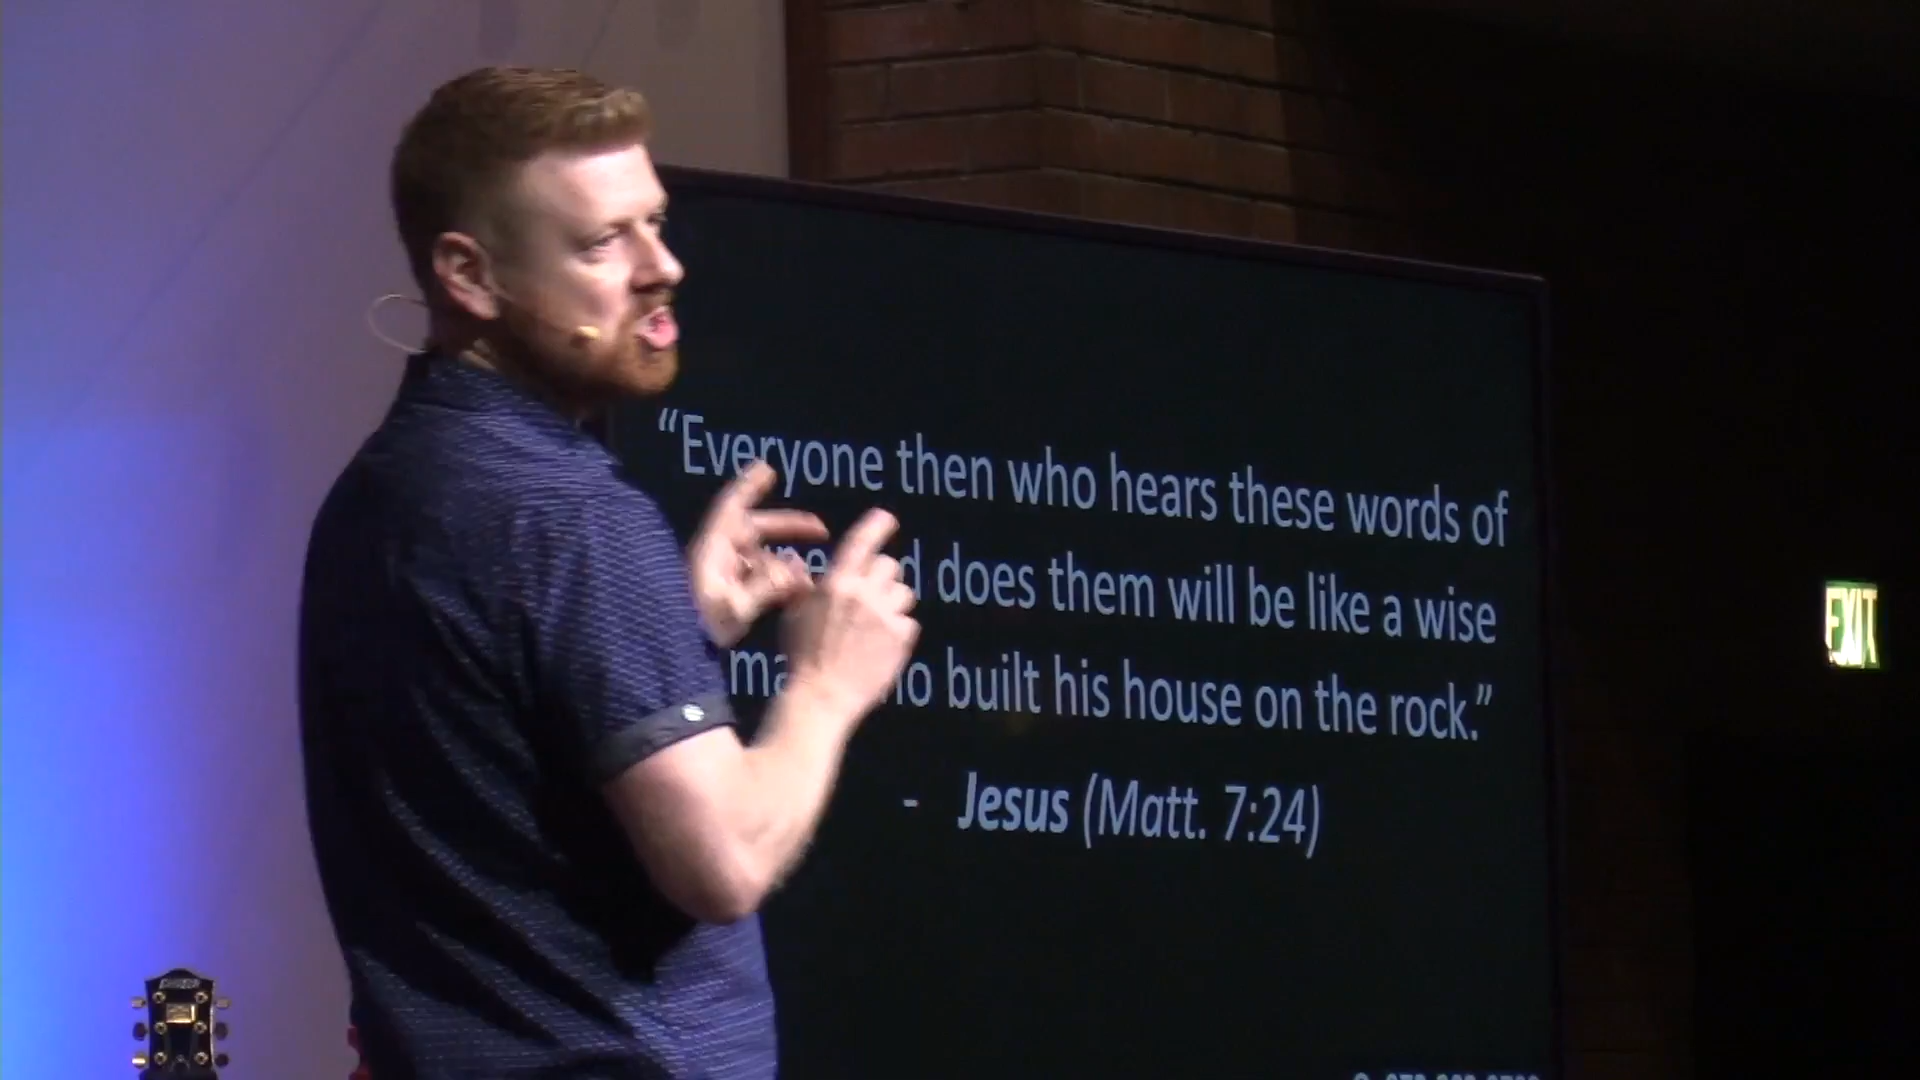 “Everyone then who hears these words of
does them will be like a wise
built his house on the rock.”
- Jesus (Matt. 7:24)
EXIT